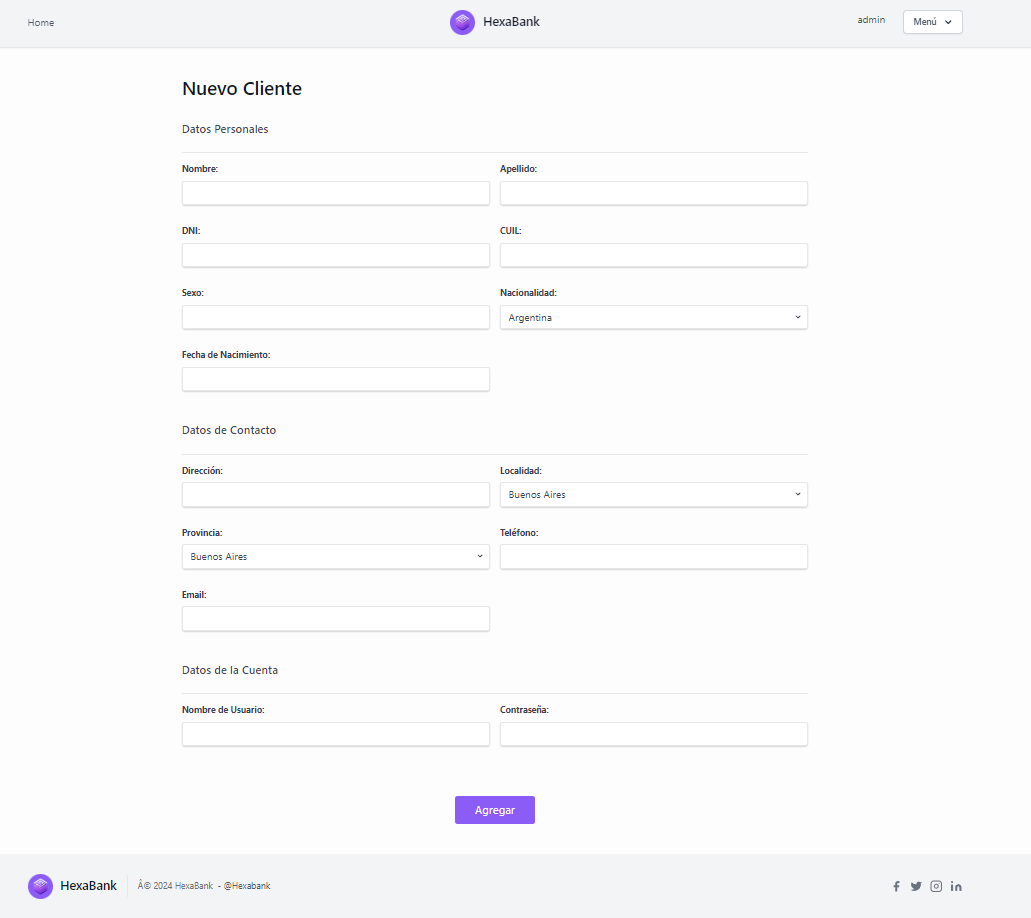 Home
HexaBank
admin
Menú
Nuevo Cliente
Datos Personales
Nombre:
Apellido:
DNI:
CUIL:
Sexo:
Nacionalidad:
Argentina
Fecha de Nacimiento:
Datos de Contacto
Dirección:
Localidad:
Buenos Aires
Provincia:
Teléfono:
Buenos Aires
Email:
Datos de la Cuenta
Nombre de Usuario:
Contraseña:
Agregar
HexaBank
Â© 2024 HexaBank - @Hexabank